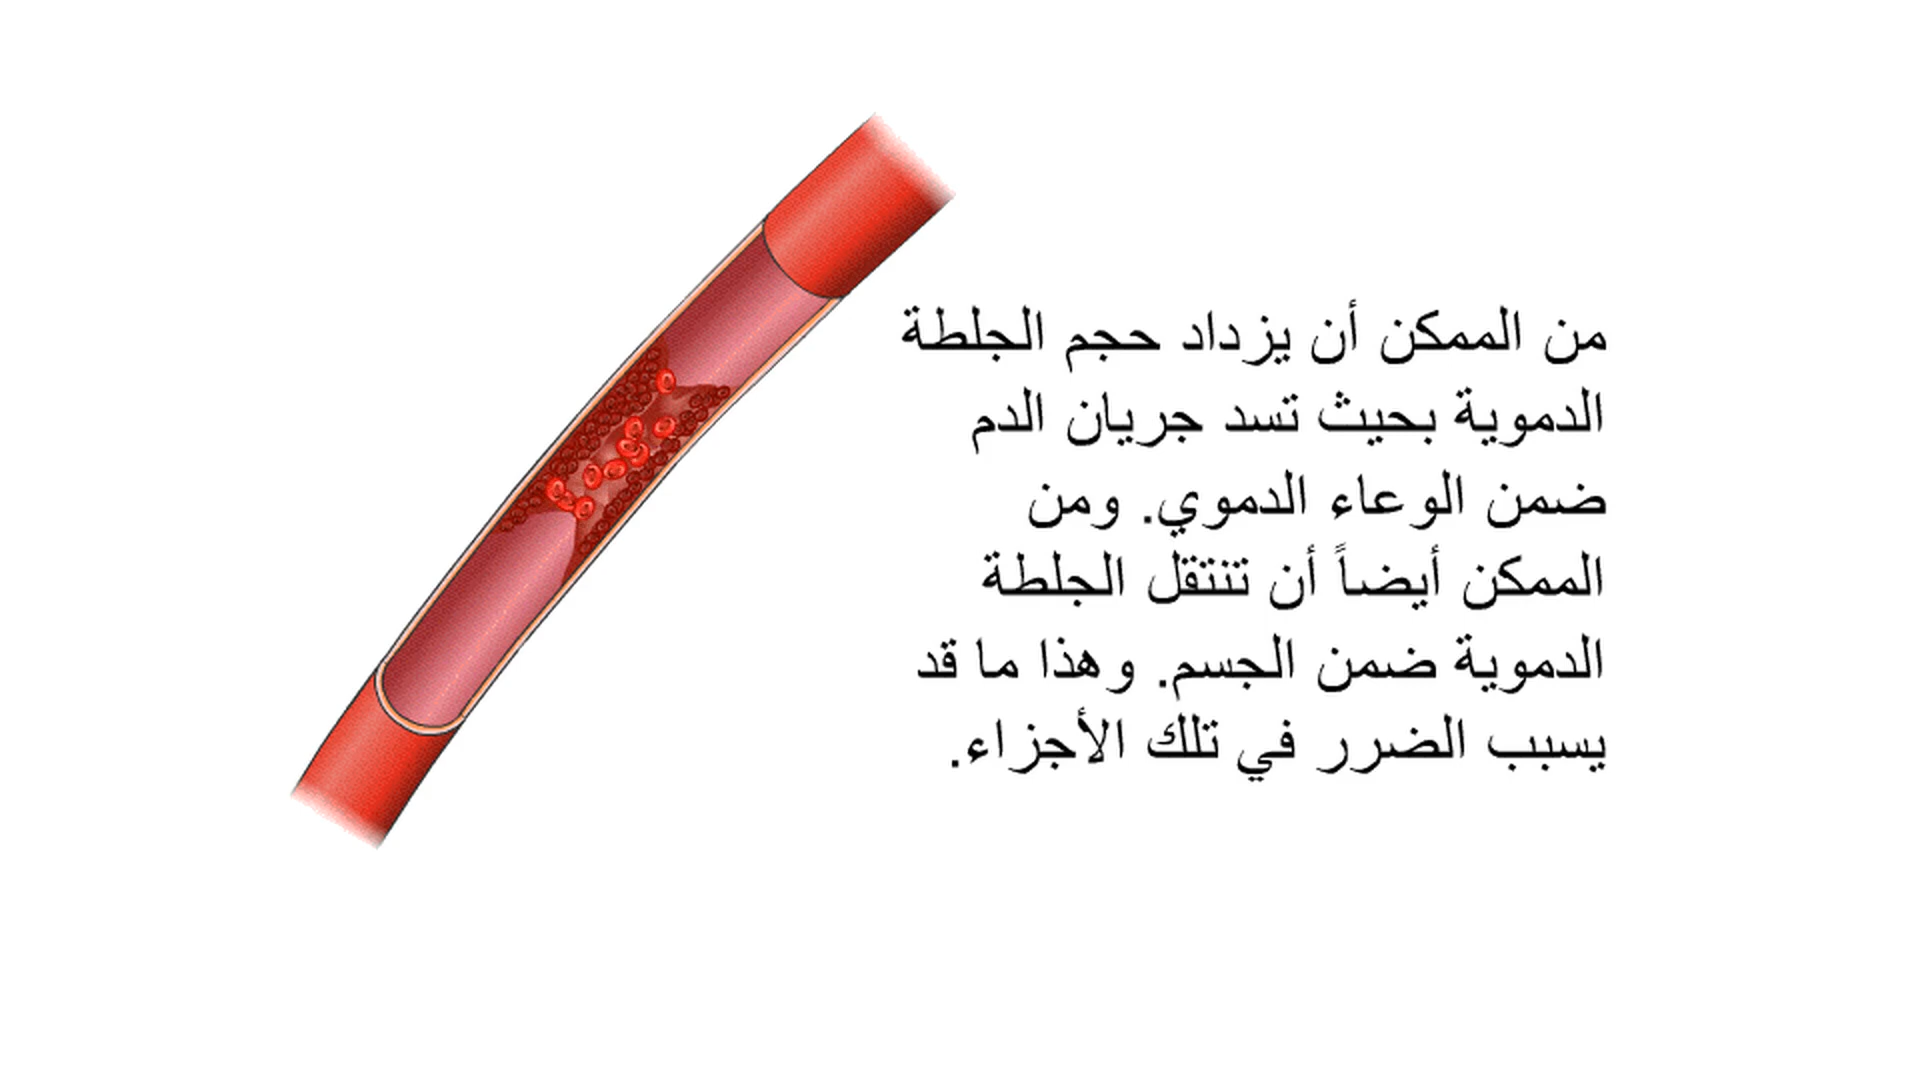 من الممكن أن يزداد حجم الجلطة
الدموية بحيث تسد جريان الدم
ضمن الوعاء الدموي. ومن
الممكن أيضاً أن تنتقل الجلطة
الدموية ضمن الجسم. وهذا ما قد
يسبب الضرر في تلك الأجزاء.